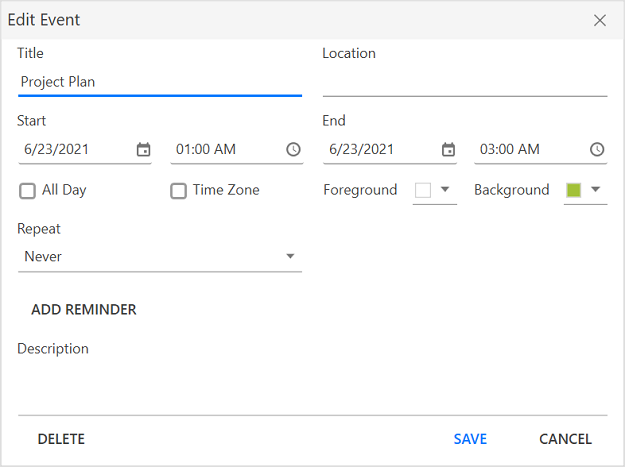 Edit Event
Title Location
Project Plan
Start End
6/23/2021 01:00 AM 6/23/2021 03:00 AM
All Day Time Zone Foreground Background
Repeat
Never
ADD REMINDER
Description
DELETE SAVE CANCEL